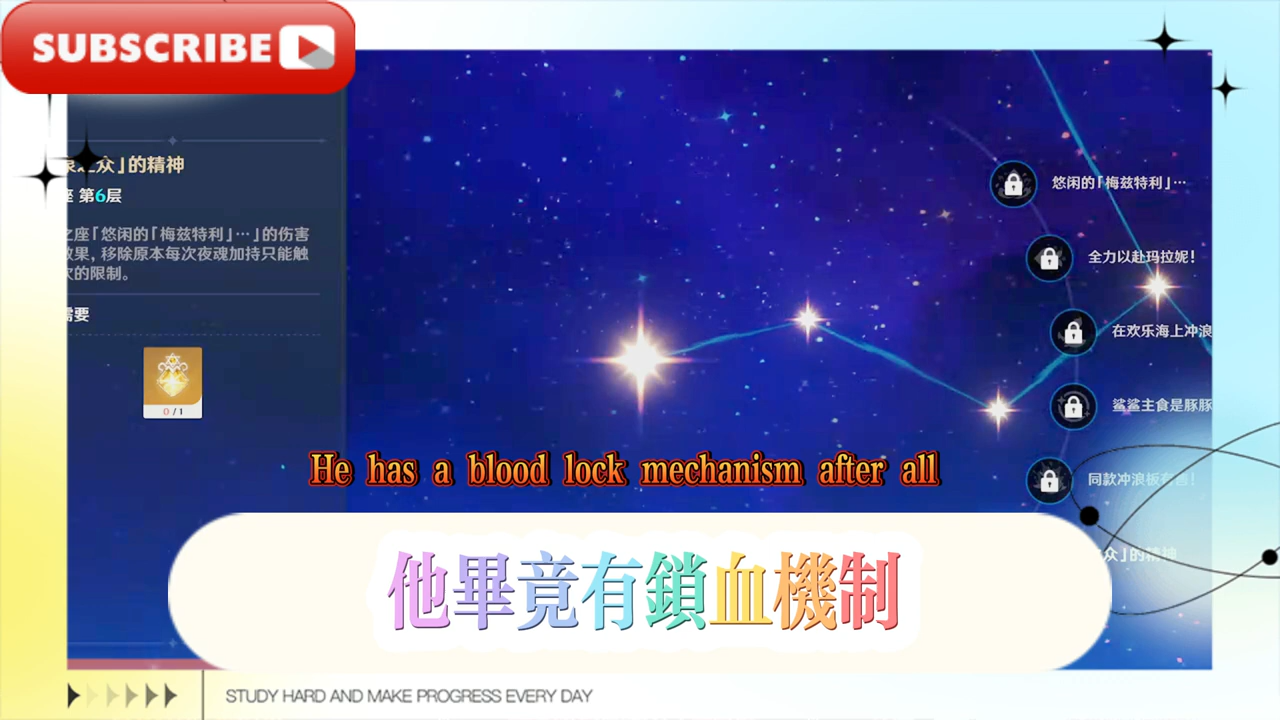 SUBSCRIBE
众」的精神
座 第6层
之座「悠闲的「梅兹特利」…」的伤害
效果,移除原本每次夜魂加持只能触
次的限制。
需要
0 / 1
悠闲的「梅兹特利」…
全力以赴玛拉妮!
在欢乐海上冲浪
鲨鲨主食是豚豚
同款冲浪板有售!
众」的精神
He has a blood lock mechanism after all
他畢竟有鎖血機制
STUDY HARD AND MAKE PROGRESS EVERY DAY